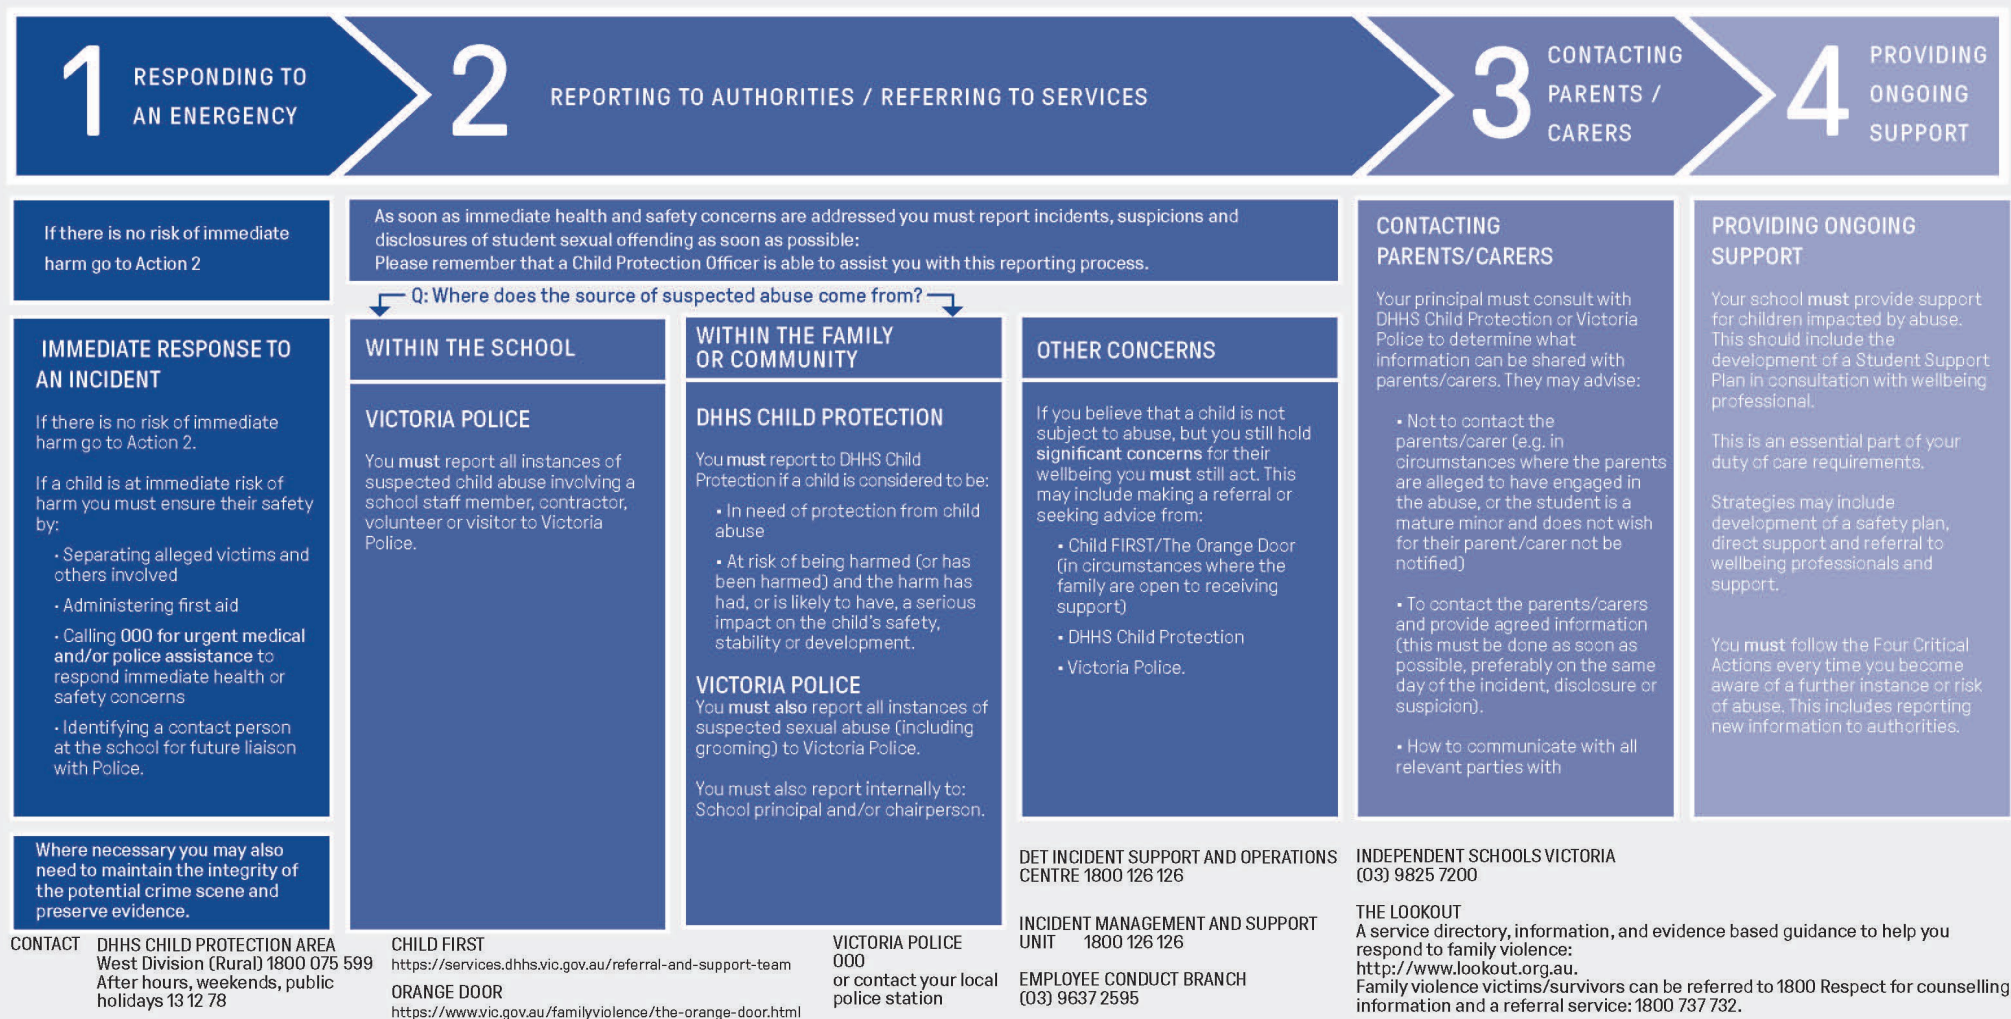 1
RESPONDING TO
AN ENERGENCY
2
REPORTING TO AUTHORITIES / REFERRING TO SERVICES
3
CONTACTING
PARENTS /
CARERS
4
PROVIDING
ONGOING
SUPPORT
If there is no risk of immediate
harm go to Action 2
IMMEDIATE RESPONSE TO
AN INCIDENT
If there is no risk of immediate
harm go to Action 2.
If a child is at immediate risk of
harm you must ensure their safety
by:
• Separating alleged victims and
others involved
• Administering first aid
• Calling 000 for urgent medical
and/or police assistance to
respond immediate health or
safety concerns
• Identifying a contact person
at the school for future liaison
with Police.
Where necessary you may also
need to maintain the integrity of
the potential crime scene and
preserve evidence.
As soon as immediate health and safety concerns are addressed you must report incidents, suspicions and
disclosures of student sexual offending as soon as possible:
Please remember that a Child Protection Officer is able to assist you with this reporting process.
Q: Where does the source of suspected abuse come from?
WITHIN THE SCHOOL
VICTORIA POLICE
You must report all instances of
suspected child abuse involving a
school staff member, contractor,
volunteer or visitor to Victoria
Police.
WITHIN THE FAMILY
OR COMMUNITY
DHHS CHILD PROTECTION
You must report to DHHS Child
Protection if a child is considered to be:
• In need of protection from child
abuse
• At risk of being harmed (or has
been harmed) and the harm has
had, or is likely to have, a serious
impact on the child's safety,
stability or development.
VICTORIA POLICE
You must also report all instances of
suspected sexual abuse (including
grooming) to Victoria Police.
You must also report internally to:
School principal and/or chairperson.
OTHER CONCERNS
If you believe that a child is not
subject to abuse, but you still hold
significant concerns for their
wellbeing you must still act. This
may include making a referral or
seeking advice from:
• Child FIRST/The Orange Door
(in circumstances where the
family are open to receiving
support)
• DHHS Child Protection
• Victoria Police.
CONTACTING
PARENTS/CARERS
Your principal must consult with
DHHS Child Protection or Victoria
Police to determine what
information can be shared with
parents/carers. They may advise:
• Not to contact the
parents/carer (e.g. in
circumstances where the parents
are alleged to have engaged in
the abuse, or the student is a
mature minor and does not wish
for their parent/carer not be
notified)
• To contact the parents/carers
and provide agreed information
(this must be done as soon as
possible, preferably on the same
day of the incident, disclosure or
suspicion).
• How to communicate with all
relevant parties with
PROVIDING ONGOING
SUPPORT
Your school must provide support
for children impacted by abuse.
This should include the
development of a Student Support
Plan in consultation with wellbeing
professional.
This is an essential part of your
duty of care requirements.
Strategies may include
development of a safety plan,
direct support and referral to
wellbeing professionals and
support.
You must follow the Four Critical
Actions every time you become
aware of a further instance or risk
of abuse. This includes reporting
new information to authorities.
CONTACT
DHHS CHILD PROTECTION AREA
West Division (Rural) 1800 075 599
After hours, weekends, public
holidays 13 12 78
CHILD FIRST
https://services.dhhs.vic.gov.au/referral-and-support-team
ORANGE DOOR
https://www.vic.gov.au/familyviolence/the-orange-door.html
VICTORIA POLICE
000
or contact your local
police station
DET INCIDENT SUPPORT AND OPERATIONS
CENTRE 1800 126 126
INCIDENT MANAGEMENT AND SUPPORT
UNIT 1800 126 126
EMPLOYEE CONDUCT BRANCH
(03) 9637 2595
INDEPENDENT SCHOOLS VICTORIA
(03) 9825 7200
THE LOOKOUT
A service directory, information, and evidence based guidance to help you
respond to family violence:
http://www.lookout.org.au.
Family violence victims/survivors can be referred to 1800 Respect for counselling
information and a referral service: 1800 737 732.